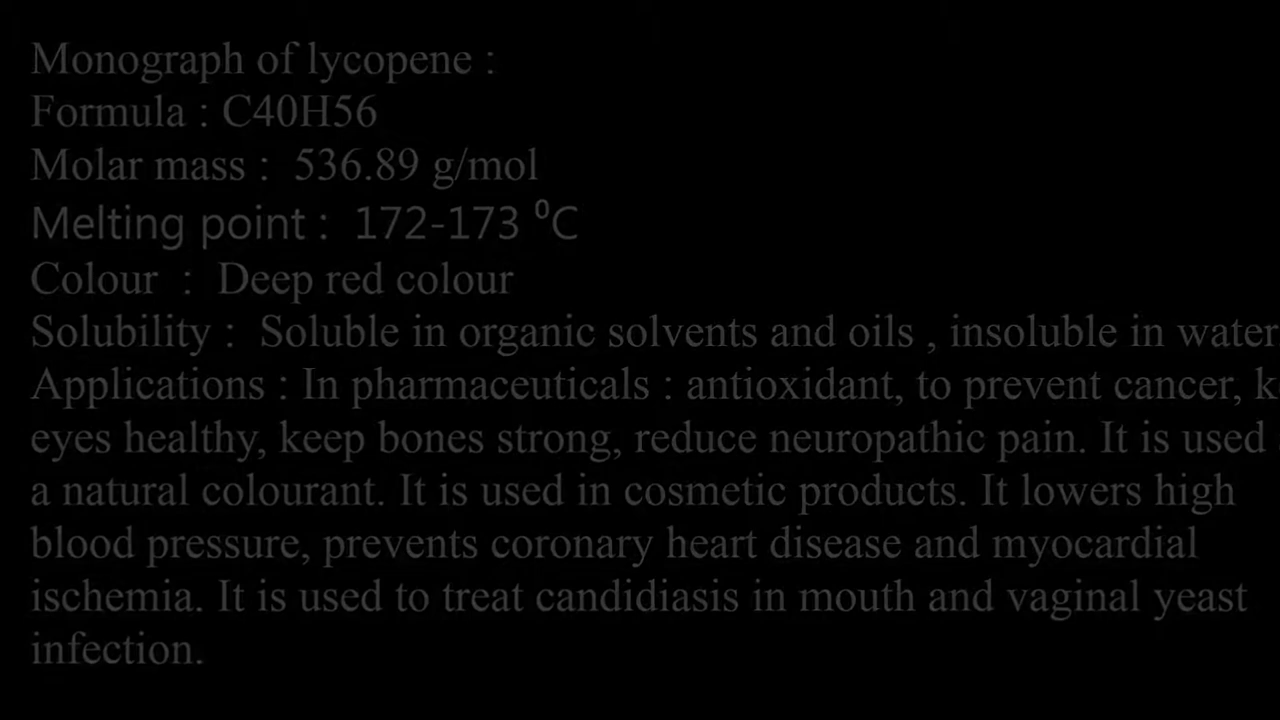 Monograph of lycopene :
Formula : C40H56
Molar mass :  536.89 g/mol
Melting point :  172-173 ⁰C
Colour  :  Deep red colour
Solubility :  Soluble in organic solvents and oils , insoluble in water
Applications : In pharmaceuticals : antioxidant, to prevent cancer,
eyes healthy, keep bones strong, reduce neuropathic pain. It is used
a natural colourant. It is used in cosmetic products. It lowers high
blood pressure, prevents coronary heart disease and myocardial
ischemia. It is used to treat candidiasis in mouth and vaginal yeast
infection.